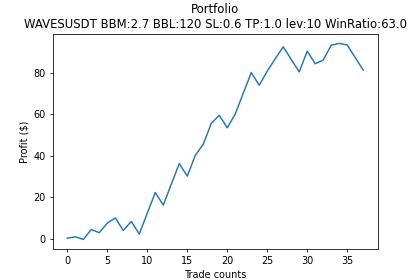 Portfolio
WAVESUSDT BBM:2.7 BBL:120 SL:0.6 TP:1.0 lev:10 WinRatio:63.0
Profit ($)
80
60
40
20
0
0 5 10 15 20 25 30 35
Trade counts